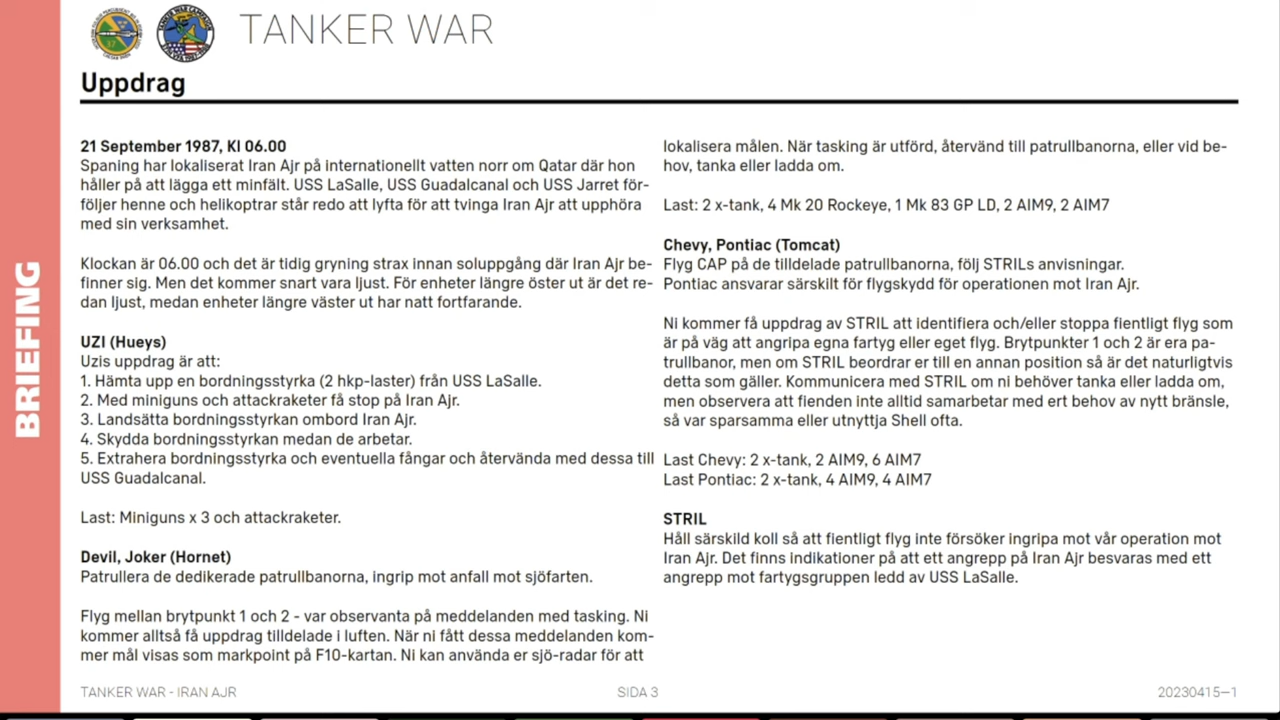 TANKER WAR
Uppdrag
BRIEFING
21 September 1987, Kl 06.00
Spaning har lokaliserat Iran Ajr på internationellt vatten norr om Qatar där hon
håller på att lägga ett minfält. USS LaSalle, USS Guadalcanal och USS Jarret för-
följer henne och helikoptrar står redo att lyfta för att tvinga Iran Ajr att upphöra
med sin verksamhet.
Klockan är 06.00 och det är tidig gryning strax innan soluppgång där Iran Ajr be-
finner sig. Men det kommer snart vara ljust. För enheter längre öster ut är det re-
dan ljust, medan enheter längre väster ut har natt fortfarande.
UZI (Hueys)
Uzis uppdrag är att:
1. Hämta upp en bordningsstyrka (2 hkp-laster) från USS LaSalle.
2. Med miniguns och attackraketer få stop på Iran Ajr.
3. Landsätta bordningsstyrkan ombord Iran Ajr.
4. Skydda bordningsstyrkan medan de arbetar.
5. Extrahera bordningsstyrka och eventuella fångar och återvända med dessa till
USS Guadalcanal.
Last: Miniguns x 3 och attackraketer.
Devil, Joker (Hornet)
Patrullera de dedikerade patrullbanorna, ingrip mot anfall mot sjöfarten.
Flyg mellan brytpunkt 1 och 2 - var observanta på meddelanden med tasking. Ni
kommer alltså få uppdrag tilldelade i luften. När ni fått dessa meddelanden kom-
mer mål visas som markpoint på F10-kartan. Ni kan använda er sjö-radar för att
lokalisera målen. När tasking är utförd, återvänd till patrullbanorna, eller vid be-
hov, tanka eller ladda om.
Last: 2 x-tank, 4 Mk 20 Rockeye, 1 Mk 83 GP LD, 2 AIM9, 2 AIM7
Chevy, Pontiac (Tomcat)
Flyg CAP på de tilldelade patrullbanorna, följ STRILs anvisningar.
Pontiac ansvarar särskilt för flygskydd för operationen mot Iran Ajr.
Ni kommer få uppdrag av STRIL att identifiera och/eller stoppa fientligt flyg som
är på väg att angripa egna fartyg eller eget flyg. Brytpunkter 1 och 2 är era pa-
trullbanor, men om STRIL beordrar er till en annan position så är det naturligtvis
detta som gäller. Kommunicera med STRIL om ni behöver tanka eller ladda om,
men observera att fienden inte alltid samarbetar med ert behov av nytt bränsle,
så var sparsamma eller utnyttja Shell ofta.
Last Chevy: 2 x-tank, 2 AIM9, 6 AIM7
Last Pontiac: 2 x-tank, 4 AIM9, 4 AIM7
STRIL
Håll särskild koll så att fientligt flyg inte försöker ingripa mot vår operation mot
Iran Ajr. Det finns indikationer på att ett angrepp på Iran Ajr besvaras med ett
angrepp mot fartygsgruppen ledd av USS LaSalle.
TANKER WAR - IRAN AJR
SIDA 3
20230415—1